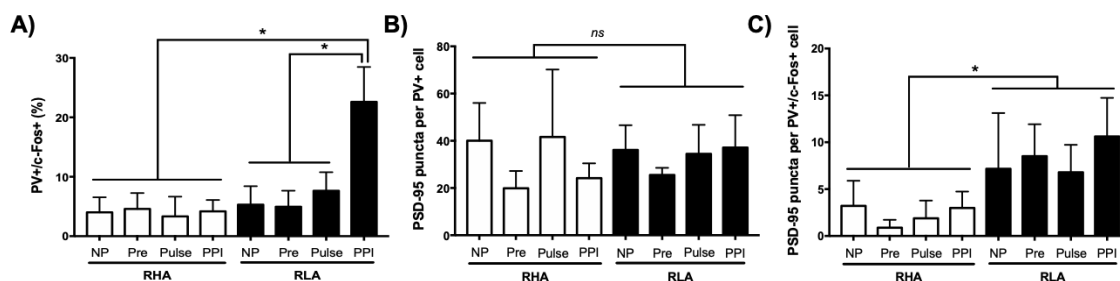 A)
PV+/c-Fos+ (%)
30
20
10
0
*
*
NP Pre Pulse PPI NP Pre Pulse PPI
RHA RLA
B)
PSD-95 puncta per PV+ cell
80
60
40
20
0
ns
NP Pre Pulse PPI NP Pre Pulse PPI
RHA RLA
C)
PSD-95 puncta per PV+/c-Fos+ cell
20
15
10
5
0
*
NP Pre Pulse PPI NP Pre Pulse PPI
RHA RLA